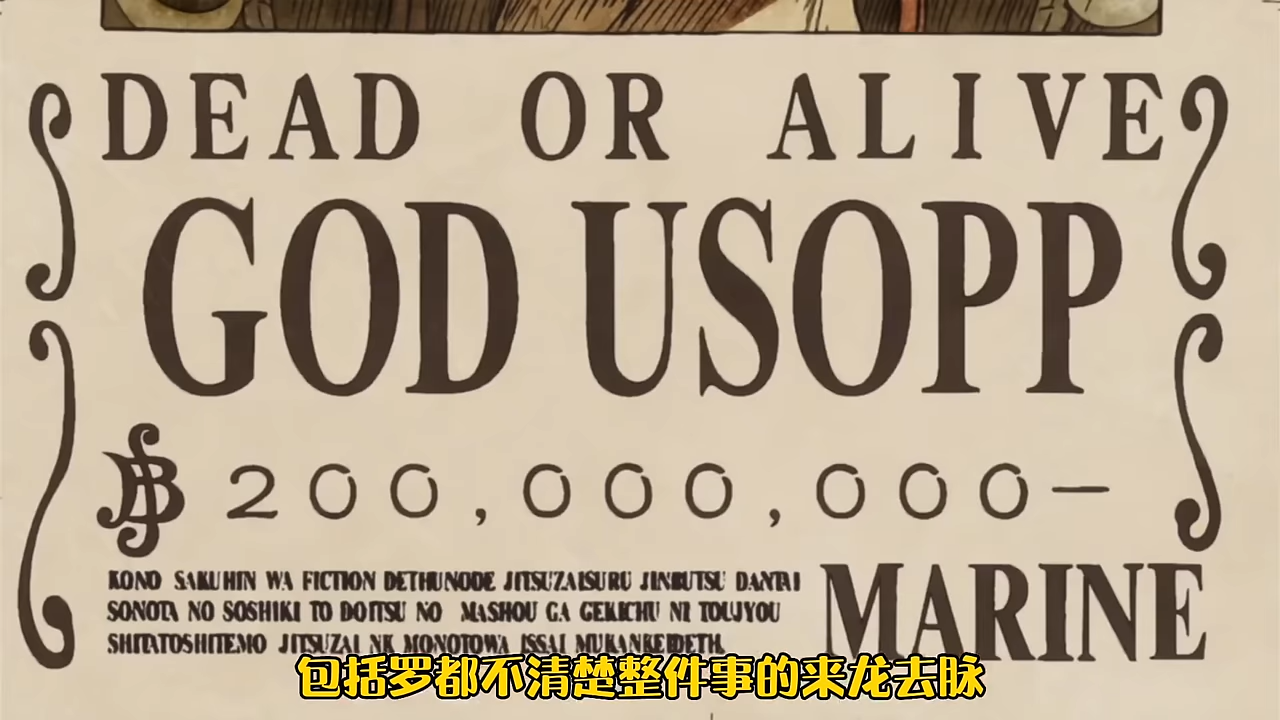 DEAD OR ALIVE
GOD USOPP
฿200,000,000—
KONO SAKUHIN WA FICTION DETHUNODE JITSUZAISURU JINBUTSU DANTAI
SONOTA NO SOSHIKI TO DOITSU NO MASHOU GA GEKICHU NI TOUJYOU
SHITATOSHITEMO JITSUZAI NK MONOTOWA ISSAI MUKANKEIDETH.
MARINE
包括罗都不清楚整件事的来龙去脉